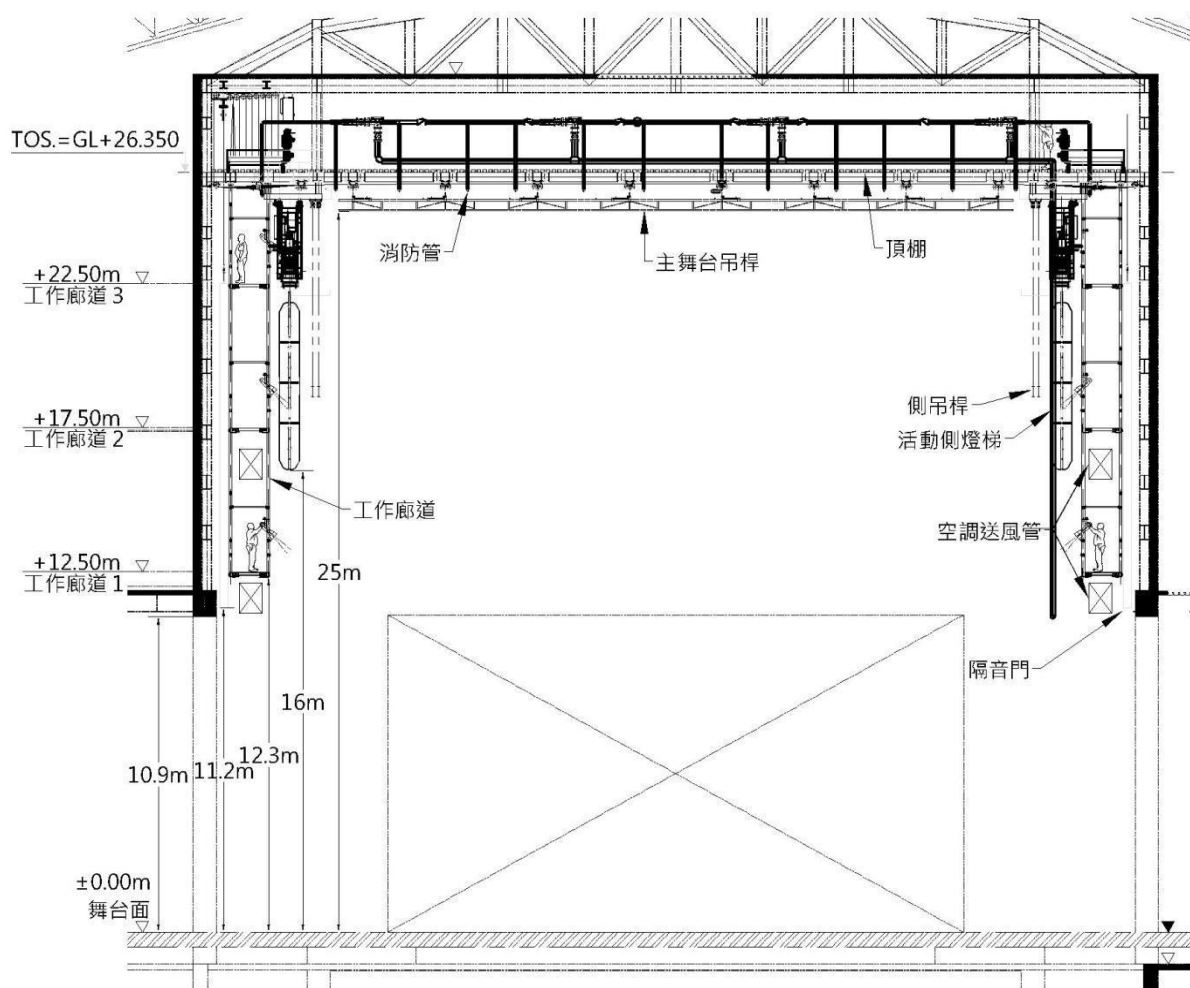 TOS.=GL+26.350
消防管
主舞台吊桿
頂棚
+22.50m
工作廊道 3
側吊桿
+17.50m
工作廊道 2
活動側燈梯
工作廊道
空調送風管
+12.50m
工作廊道 1
25m
隔音門
16m
12.3m
11.2m
10.9m
±0.00m
舞台面